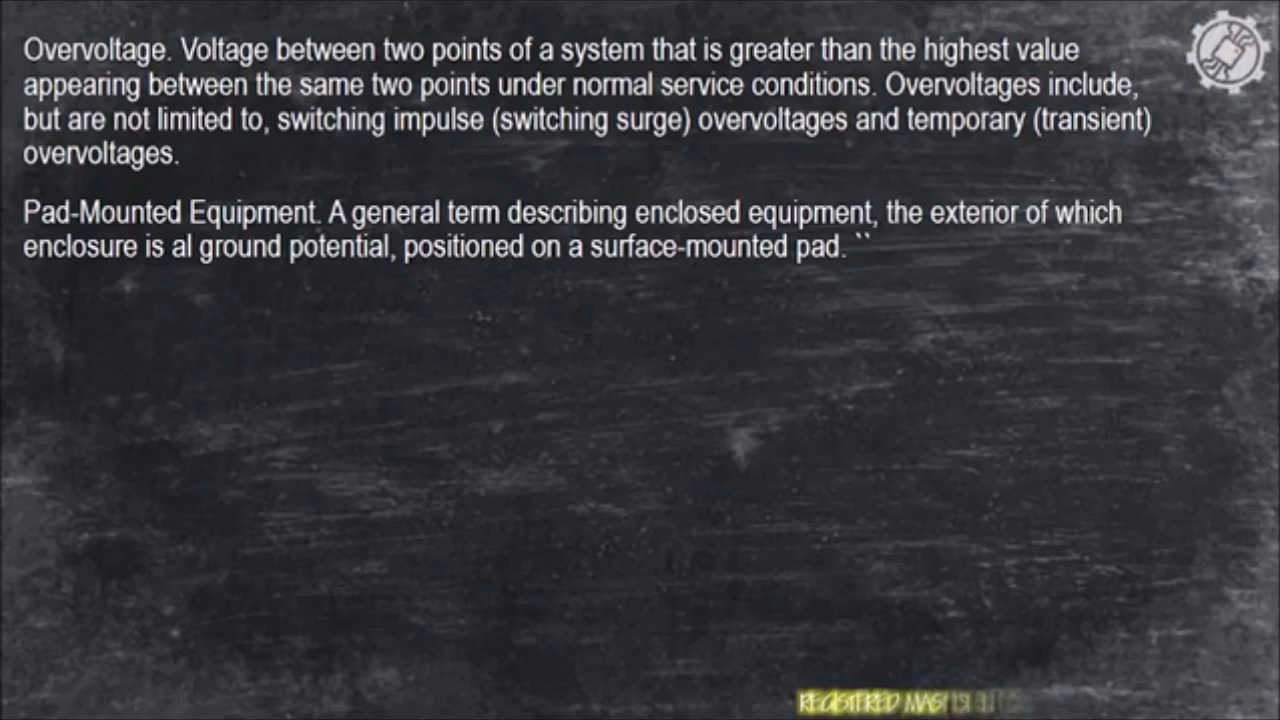 Overvoltage. Voltage between two points of a system that is greater than the highest value
appearing between the same two points under normal service conditions. Overvoltages include,
but are not limited to, switching impulse (switching surge) overvoltages and temporary (transient)
overvoltages.
Pad-Mounted Equipment. A general term describing enclosed equipment, the exterior of which
enclosure is al ground potential, positioned on a surface-mounted pad. ``
REGISTERED